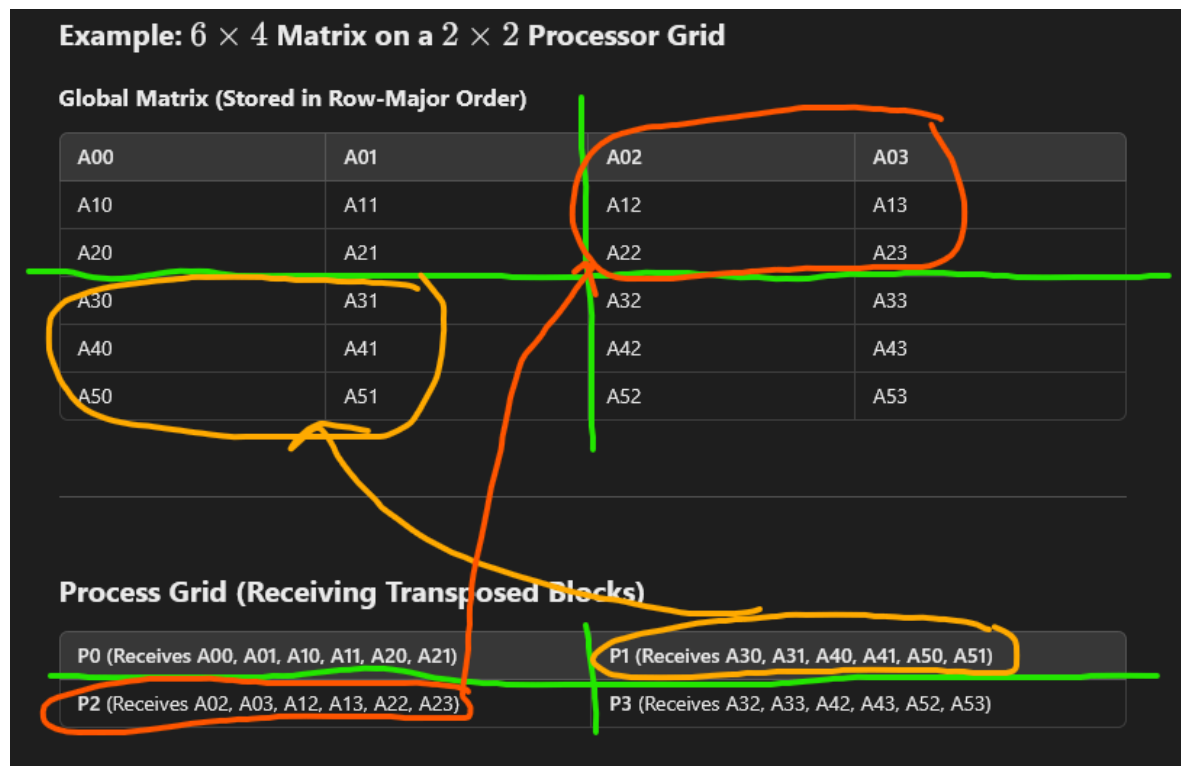 Example: 6 × 4 Matrix on a 2 × 2 Processor Grid
Global Matrix (Stored in Row-Major Order)
A00 A01 A02 A03
A10 A11 A12 A13
A20 A21 A22 A23
A30 A31 A32 A33
A40 A41 A42 A43
A50 A51 A52 A53
Process Grid (Receiving Transposed Blocks)
P0 (Receives A00, A01, A10, A11, A20, A21) P1 (Receives A30, A31, A40, A41, A50, A51)
P2 (Receives A02, A03, A12, A13, A22, A23) P3 (Receives A32, A33, A42, A43, A52, A53)